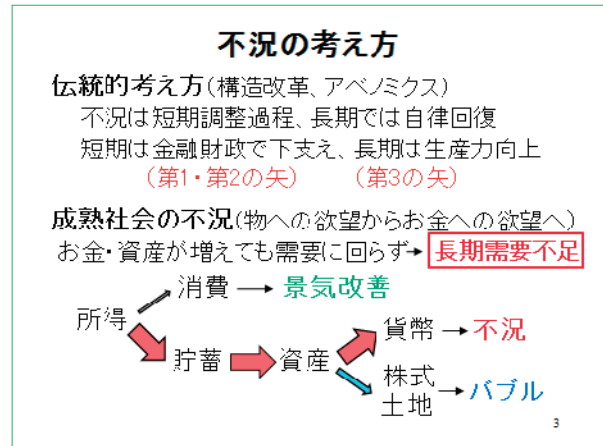 不況の考え方
伝統的考え方(構造改革、アベノミクス)
不況は短期調整過程、長期では自律回復
短期は金融財政で下支え、長期は生産力向上
(第1・第2の矢) (第3の矢)
成熟社会の不況(物への欲望からお金への欲望へ)
お金・資産が増えても需要に回らず→ 長期需要不足
消費 → 景気改善
所得
貨幣 → 不況
貯蓄 資産
株式
土地 → バブル
3